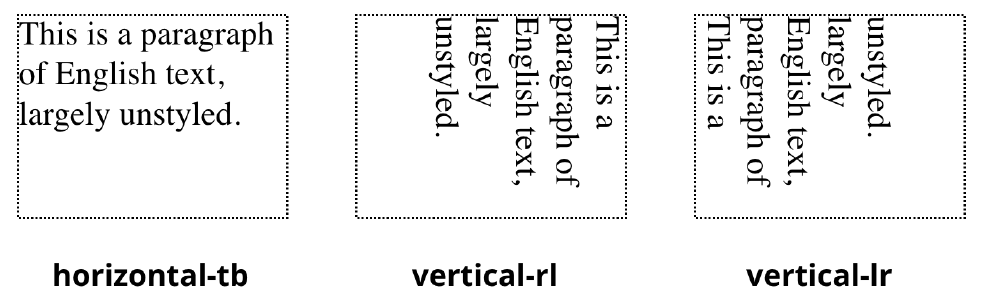 This is a paragraph
of English text,
largely unstyled.
horizontal-tb
This is a
paragraph of
English text,
largely
unstyled.
vertical-rl
This is a
paragraph of
English text,
largely
unstyled.
vertical-lr